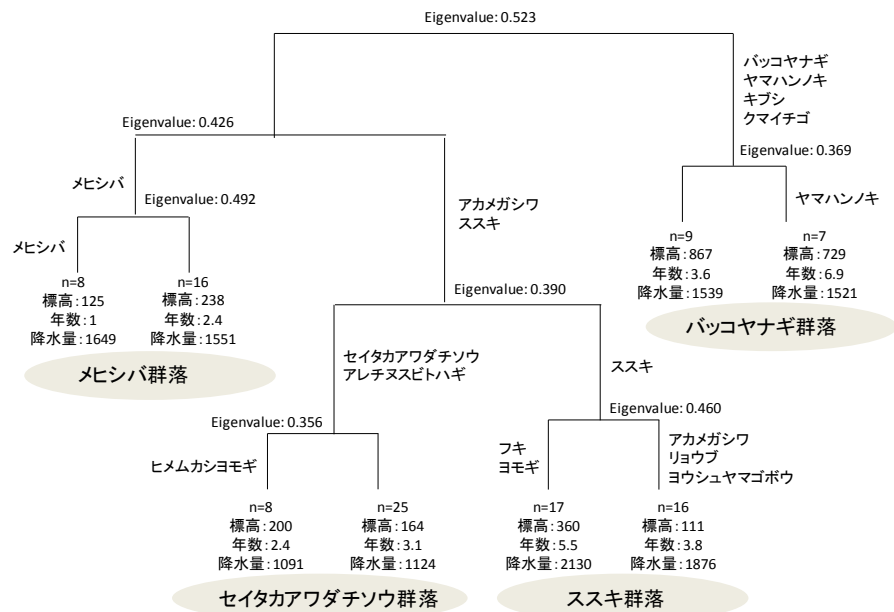 Eigenvalue: 0.523
バッコヤナギ
ヤマハンノキ
キブシ
クマイチゴ
Eigenvalue: 0.426
Eigenvalue: 0.369
メヒシバ
Eigenvalue: 0.492
アカメガシワ
ススキ
ヤマハンノキ
メヒシバ
n=8
標高:125
年数:1
降水量:1649
n=16
標高:238
年数:2.4
降水量:1551
n=9
標高:867
年数:3.6
降水量:1539
n=7
標高:729
年数:6.9
降水量:1521
メヒシバ群落
バッコヤナギ群落
Eigenvalue: 0.390
セイタカアワダチソウ
アレチヌスビトハギ
ススキ
Eigenvalue: 0.356
Eigenvalue: 0.460
ヒメムカシヨモギ
フキ
ヨモギ
アカメガシワ
リョウブ
ヨウシュヤマゴボウ
n=8
標高:200
年数:2.4
降水量:1091
n=25
標高:164
年数:3.1
降水量:1124
n=17
標高:360
年数:5.5
降水量:2130
n=16
標高:111
年数:3.8
降水量:1876
セイタカアワダチソウ群落
ススキ群落